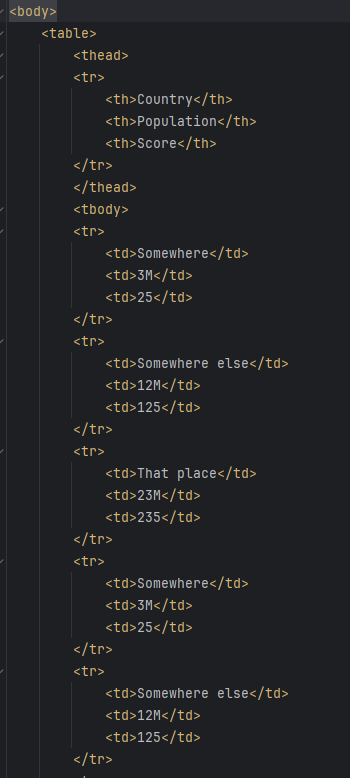 <body>
<table>
<thead>
<tr>
<th>Country</th>
<th>Population</th>
<th>Score</th>
</tr>
</thead>
<tbody>
<tr>
<td>Somewhere</td>
<td>3M</td>
<td>25</td>
</tr>
<tr>
<td>Somewhere else</td>
<td>12M</td>
<td>125</td>
</tr>
<tr>
<td>That place</td>
<td>23M</td>
<td>235</td>
</tr>
<tr>
<td>Somewhere</td>
<td>3M</td>
<td>25</td>
</tr>
<tr>
<td>Somewhere else</td>
<td>12M</td>
<td>125</td>
</tr>